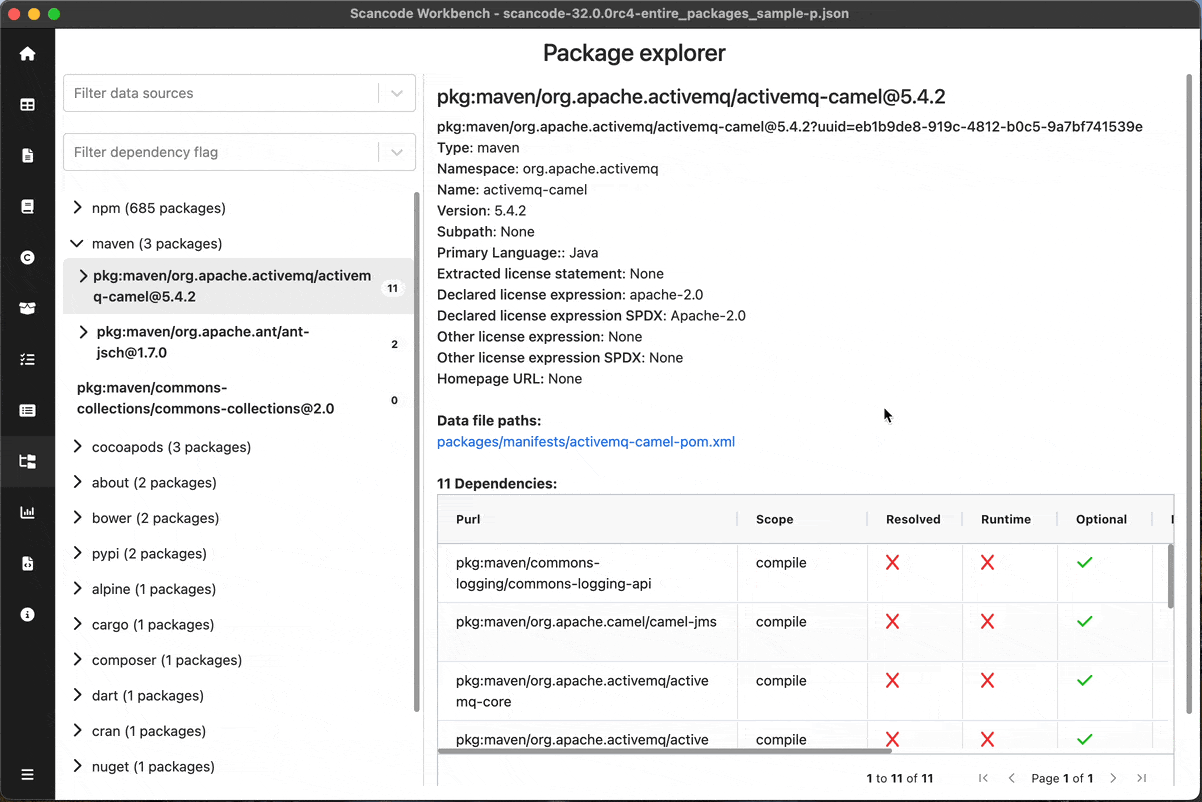 Scancode Workbench - scancode-32.0.0rc4-entire_packages_sample-p.json
Package explorer
Filter data sources
Filter dependency flag
npm (685 packages)
maven (3 packages)
pkg:maven/org.apache.activemq/activem
q-camel@5.4.2
11
pkg:maven/org.apache.ant/ant-
jsch@1.7.0
2
pkg:maven/commons-
collections/commons-collections@2.0
0
cocoapods (3 packages)
about (2 packages)
bower (2 packages)
pypi (2 packages)
alpine (1 packages)
cargo (1 packages)
composer (1 packages)
dart (1 packages)
cran (1 packages)
nuget (1 packages)
pkg:maven/org.apache.activemq/activemq-camel@5.4.2
pkg:maven/org.apache.activemq/activemq-camel@5.4.2?uuid=eb1b9de8-919c-4812-b0c5-9a7bf741539e
Type: maven
Namespace: org.apache.activemq
Name: activemq-camel
Version: 5.4.2
Subpath: None
Primary Language:: Java
Extracted license statement: None
Declared license expression: apache-2.0
Declared license expression SPDX: Apache-2.0
Other license expression: None
Other license expression SPDX: None
Homepage URL: None
Data file paths:
packages/manifests/activemq-camel-pom.xml
11 Dependencies:
Purl Scope Resolved Runtime Optional
pkg:maven/commons-
logging/commons-logging-api
compile
pkg:maven/org.apache.camel/camel-jms compile
pkg:maven/org.apache.activemq/active
mq-core
compile
pkg:maven/org.apache.activemq/active compile
1 to 11 of 11 Page 1 of 1